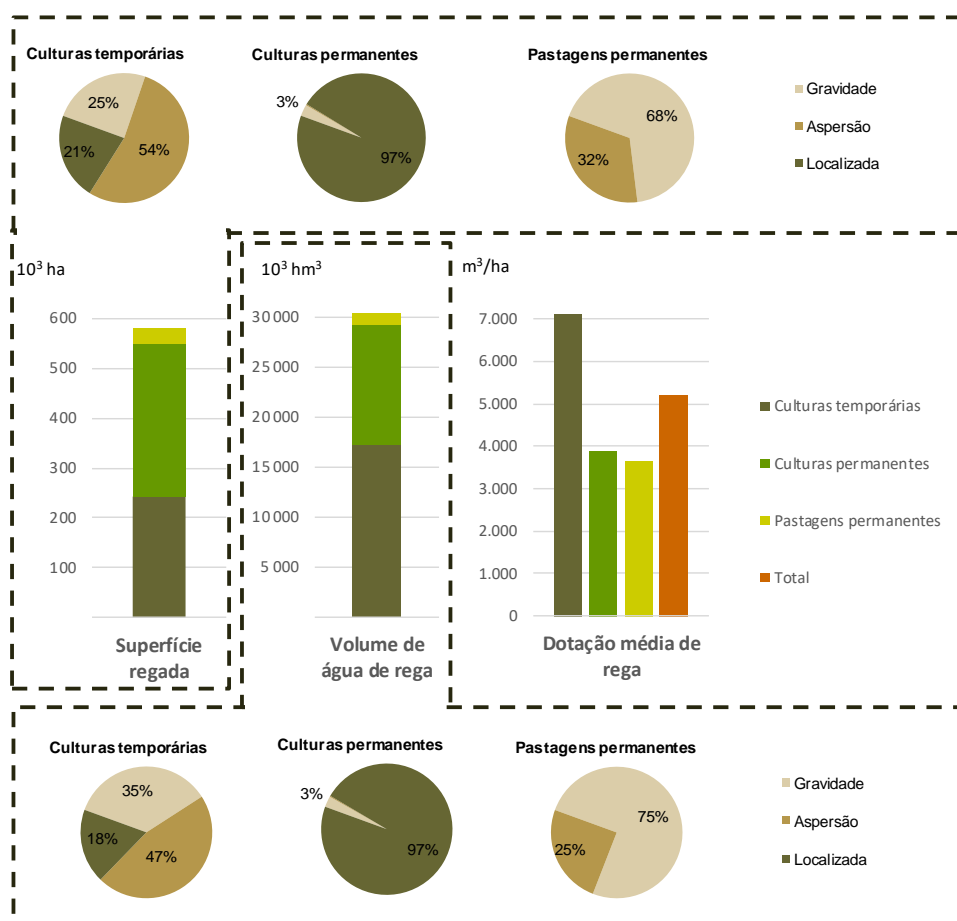 Culturas temporárias
Culturas permanentes
Pastagens permanentes
25%
54%
21%
3%
97%
68%
32%
Gravidade
Aspersão
Localizada
10³ ha
600
500
400
300
200
100
Superfície
regada
10³ hm³
30 000
25 000
20 000
15 000
10 000
5 000
Volume de
água de rega
m³/ha
7.000
6.000
5.000
4.000
3.000
2.000
1.000
0
Dotação média de
rega
Culturas temporárias
Culturas permanentes
Pastagens permanentes
Total
Culturas temporárias
Culturas permanentes
Pastagens permanentes
35%
47%
18%
3%
97%
75%
25%
Gravidade
Aspersão
Localizada